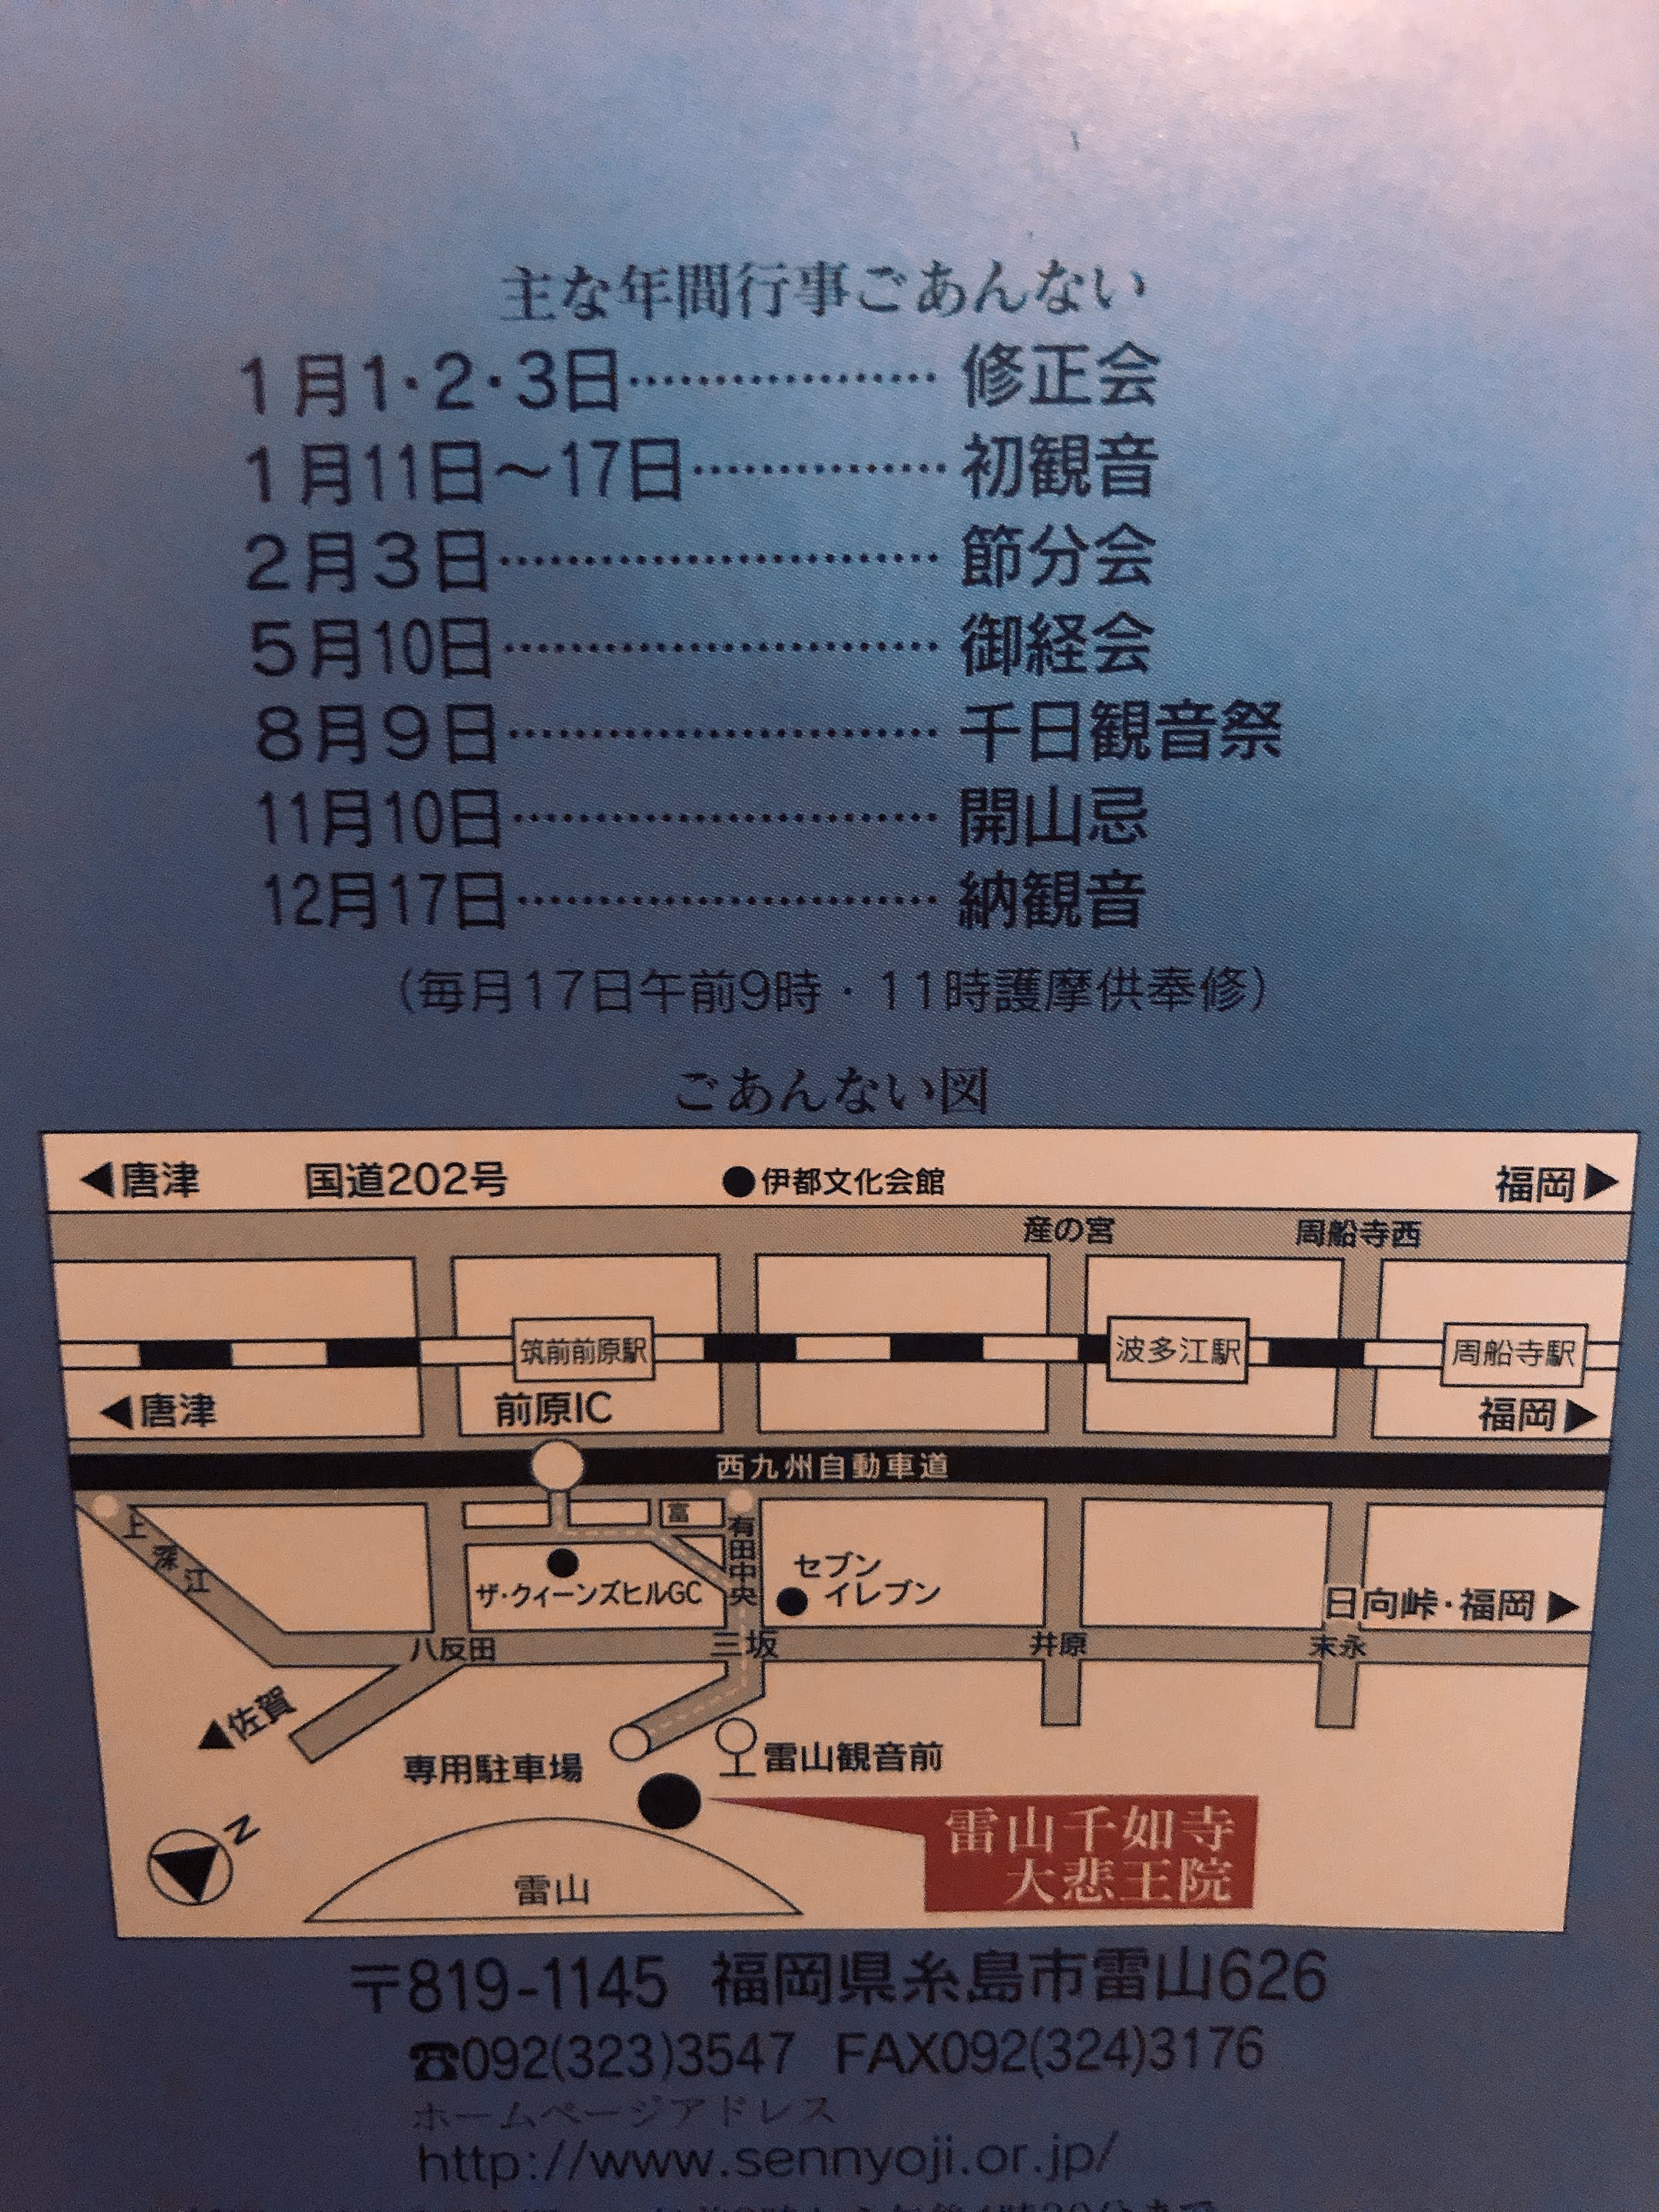 主な年間行事ごあんない
1月1・2・3日………………修正会
1月11日～17日……………初観音
2月3日………………………節分会
5月10日………………………御経会
8月9日………………………千日観音祭
11月10日………………………開山忌
12月17日………………………納観音
(毎月17日午前9時・11時護摩供奉修)
ごあんない図
◀唐津 国道202号 ●伊都文化会館 福岡▶
産の宮 周船寺西
筑前前原駅 波多江駅 周船寺駅
◀唐津 前原IC 福岡▶
西九州自動車道
上深江
富
有田中央
ザ・クィーンズヒルGC
セブン
イレブン
日向峠・福岡▶
八反田 三坂 井原 末永
◀佐賀
専用駐車場 雷山観音前
雷山千如寺
大悲王院
N
雷山
〒819-1145 福岡県糸島市雷山626
☎092(323)3547 FAX092(324)3176
ホームページアドレス
http://www.sennyoji.or.jp/